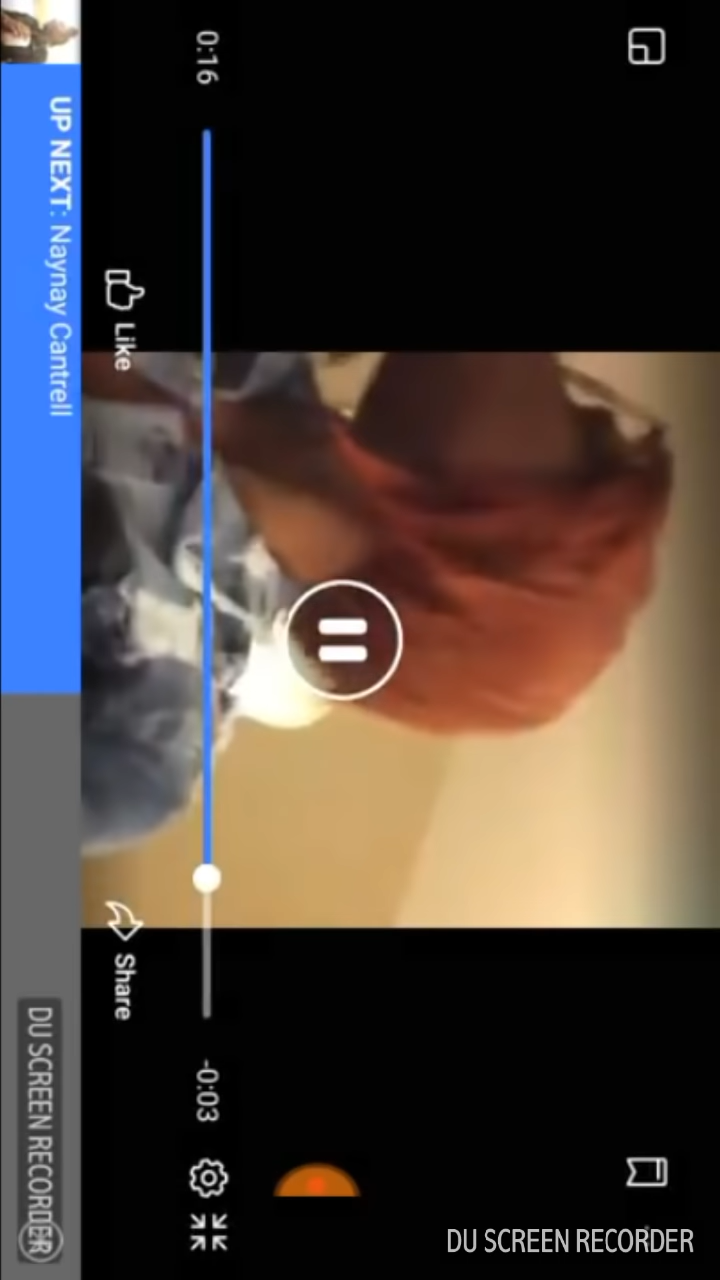 0:16
-0:03
Like
Share
UP NEXT: Naynay Cantrell
DU SCREEN RECORDER
DU SCREEN RECORDER